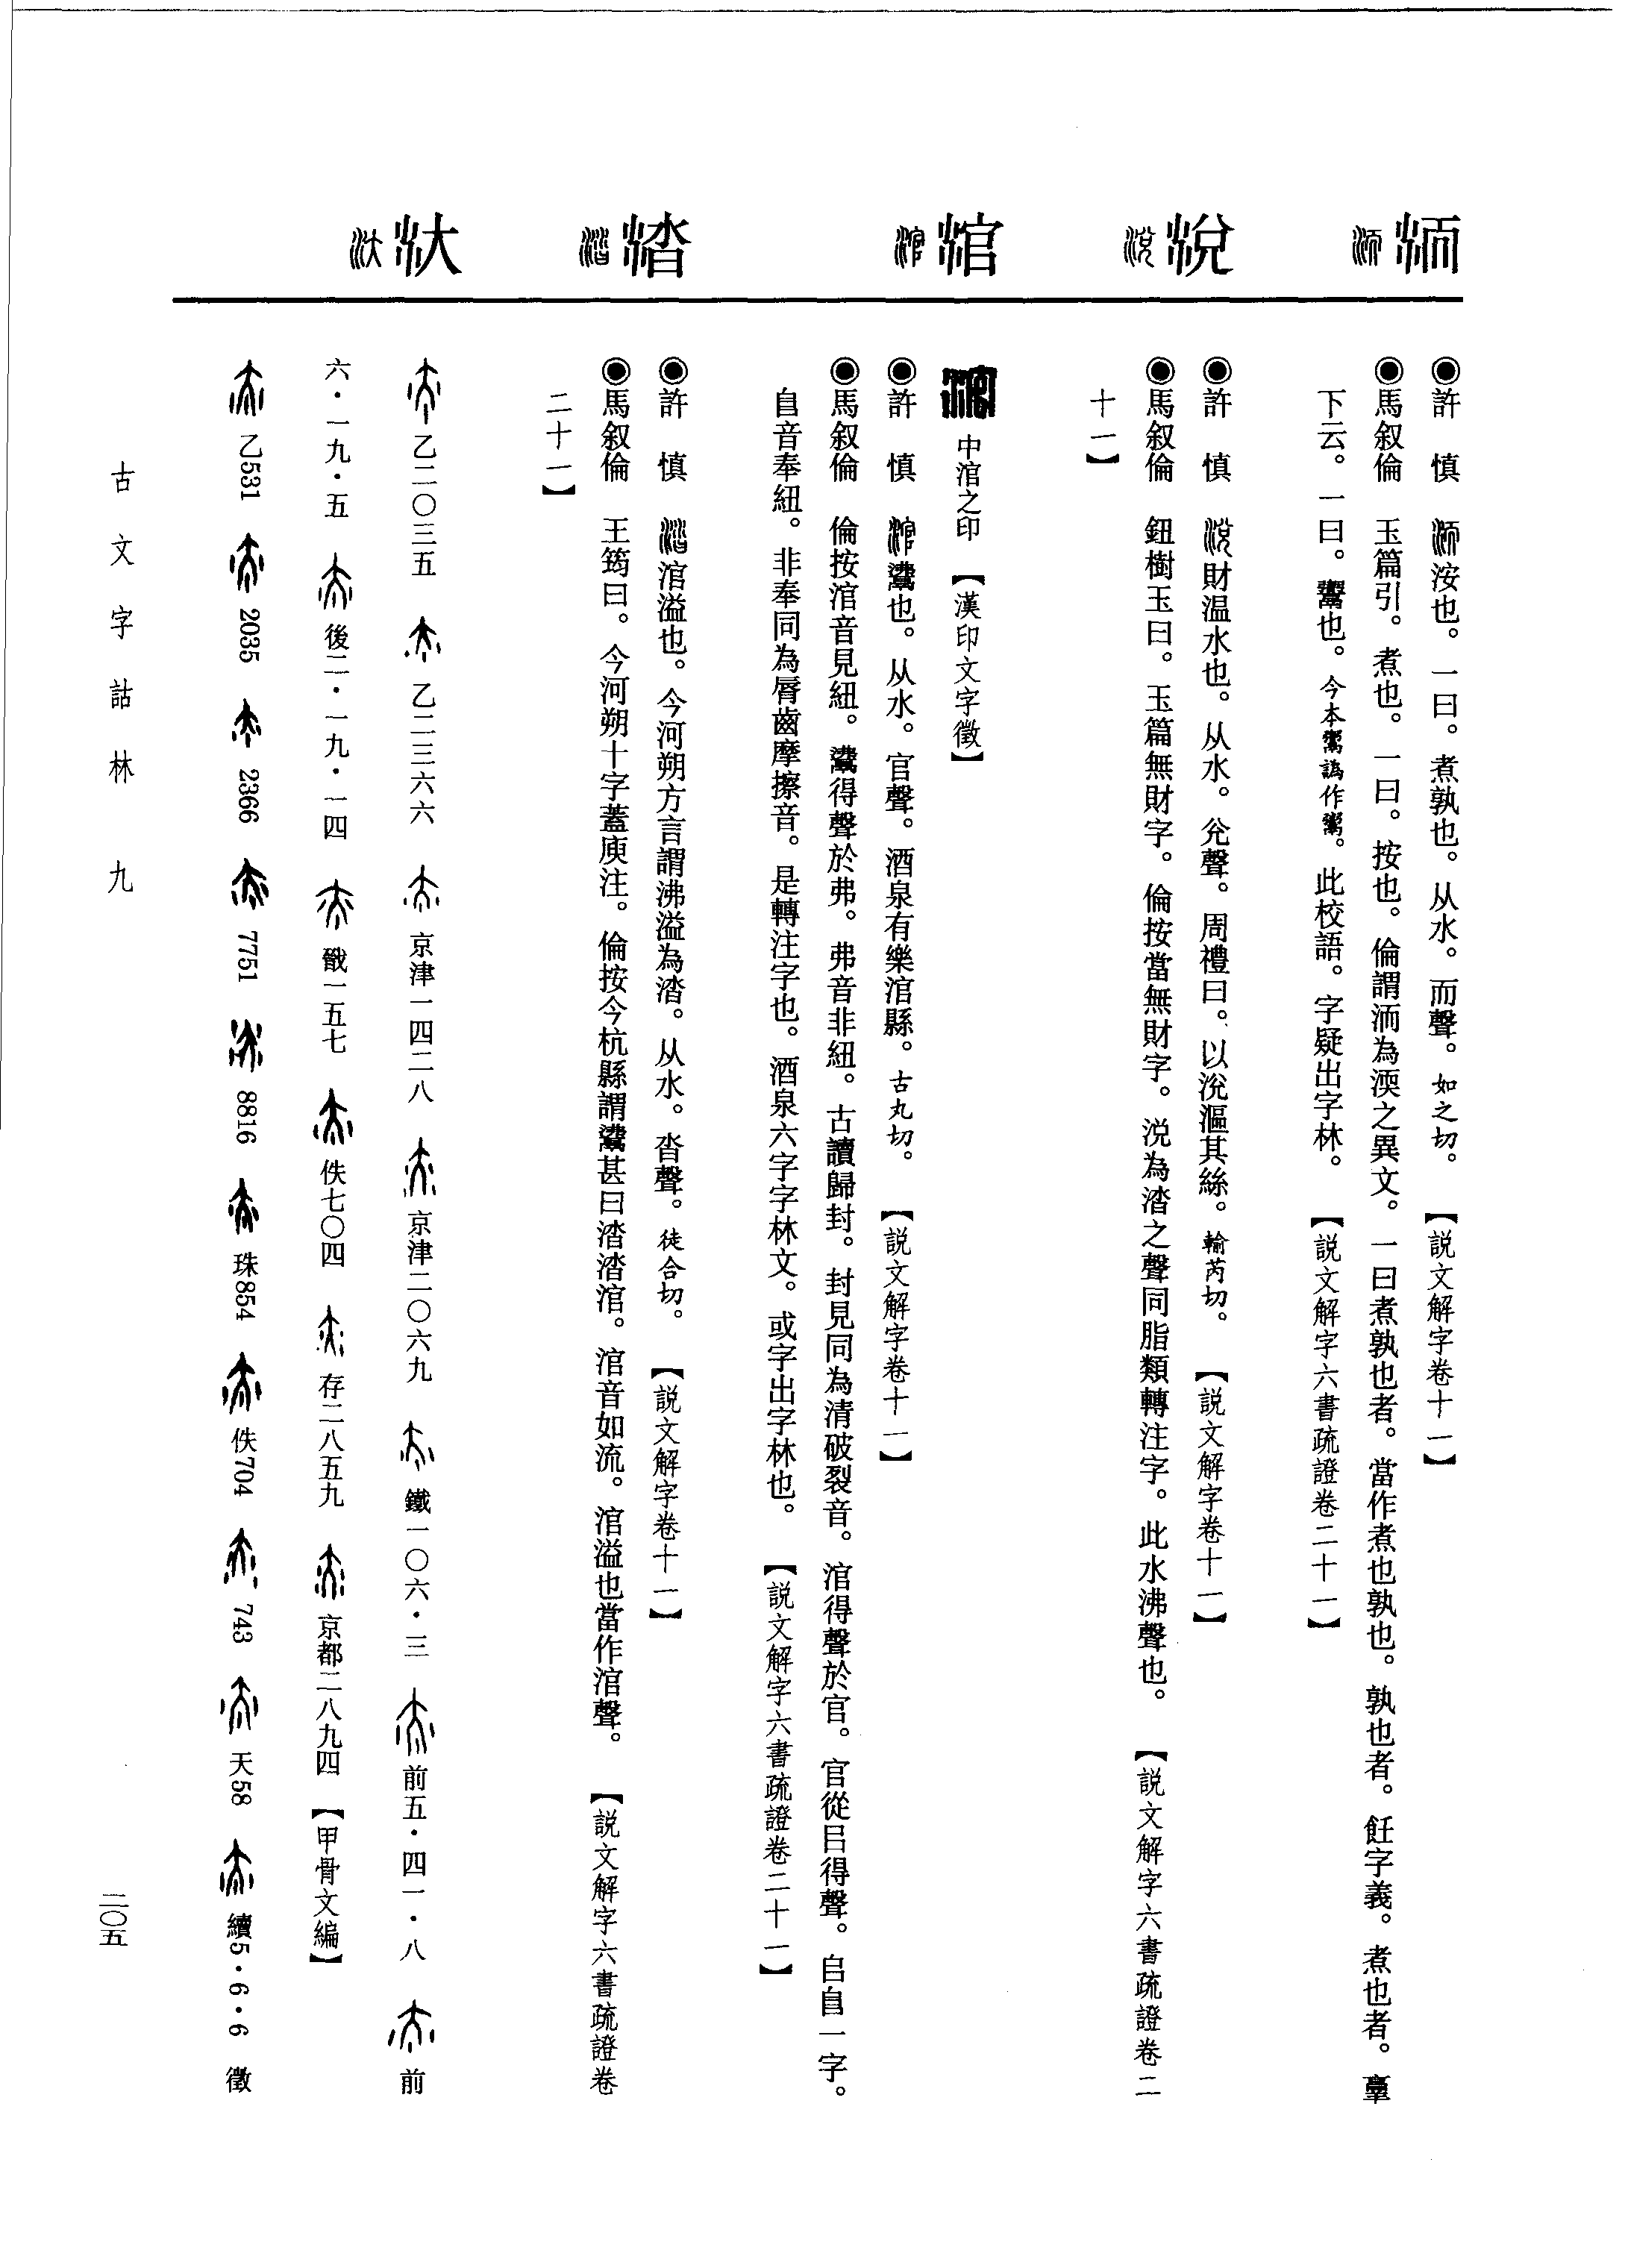 洏 涗 涫 涾 汏
◉許　慎　洏洝也。一曰。煮孰也。从水。而聲。如之切。【説文解字卷十一】
◉馬叙倫　玉篇引。煮也。一曰。按也。倫謂洏為渜之異文。一曰煮孰也者。當作煮也孰也。孰也者。飪字義。煮也者。
下云。一曰。鬻也。今本鬻譌作鬻。此校語。字疑出字林。【説文解字六書疏證卷二十一】
◉許　慎　涗財温水也。从水。兊聲。周禮曰。以涗漚其絲。輸芮切。【説文解字卷十一】
◉馬叙倫　鈕樹玉曰。玉篇無財字。倫按當無財字。涗為涾之聲同脂類轉注字。此水沸聲也。【説文解字六書疏證卷二
十一】
中涫之印　【漢印文字徵】
◉許　慎　涫灊也。从水。官聲。酒泉有樂涫縣。古丸切。【説文解字卷十一】
◉馬叙倫　倫按涫音見紐。得聲於弗。弗音非紐。古讀歸封。封見同為清破裂音。涫得聲於官。官從㠯得聲。㠯𠂤一字。
𠂤音奉紐。非奉同為脣齒摩擦音。是轉注字也。酒泉六字字林文。或字出字林也。【説文解字六書疏證卷二十一】
◉許　慎　涾涫溢也。今河朔方言謂沸溢為涾。从水。沓聲。徒合切。【説文解字卷十一】
◉馬叙倫　王筠曰。今河朔十字蓋庾注。倫按今杭縣謂甚曰涾涾涫。涫音如流。涫溢也當作涫聲。【説文解字六書疏證卷
二十一】
乙二〇三五　乙二三六六　京津一四二八　京津二〇六九　鐵一〇六・三　前五・四一・八　前
六・一九・五　後二・一九・一四　戩一五七　佚七〇四　存二八五九　京都二八九四　【甲骨文編】
乙531　2035　2366　7751　8816　珠854　佚704　743　天58　續5・6・6　徵
古文字詁林　九
二〇五